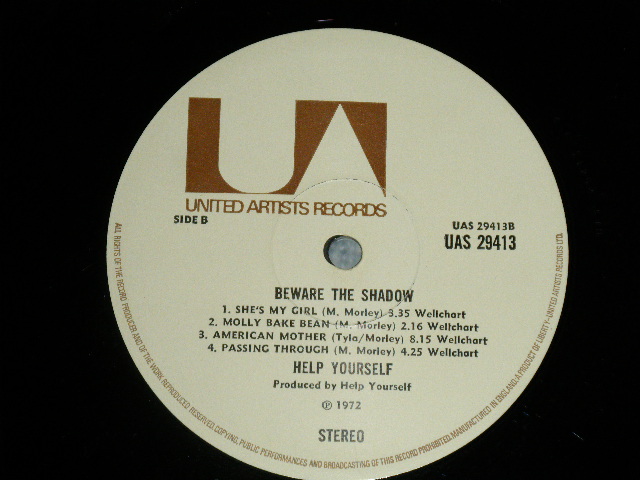 UA
UNITED ARTISTS RECORDS
SIDE B
UAS 29413B
UAS 29413
BEWARE THE SHADOW
1. SHE'S MY GIRL (M. Morley) 3.35 Wellchart
2. MOLLY BAKE BEAN (M. Morley) 2.16 Wellchart
3. AMERICAN MOTHER (Tyla/Morley) 8.15 Wellchart
4. PASSING THROUGH (M. Morley) 4.25 Wellchart
HELP YOURSELF
Produced by Help Yourself
℗ 1972
STEREO
ALL RIGHTS OF THE RECORD PRODUCER AND OF THE WORK REPRODUCED RESERVED. COPYING, PUBLIC PERFORMANCES AND BROADCASTING OF THIS RECORD PROHIBITED. MANUFACTURED IN ENGLAND. A PRODUCT OF LIBERTY-UNITED ARTISTS RECORDS LTD.